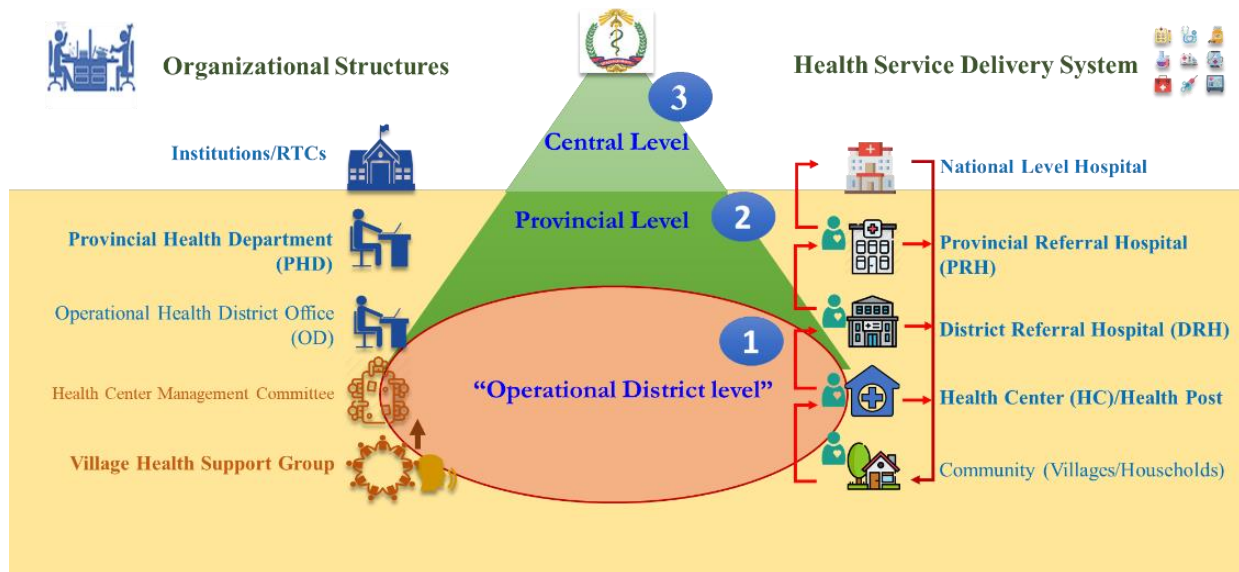 Organizational Structures
Health Service Delivery System
3
Central Level
Institutions/RTCs
National Level Hospital
2
Provincial Level
Provincial Health Department
(PHD)
Provincial Referral Hospital
(PRH)
Operational Health District Office
(OD)
District Referral Hospital (DRH)
1
"Operational District level"
Health Center Management Committee
Health Center (HC)/Health Post
Village Health Support Group
Community (Villages/Households)